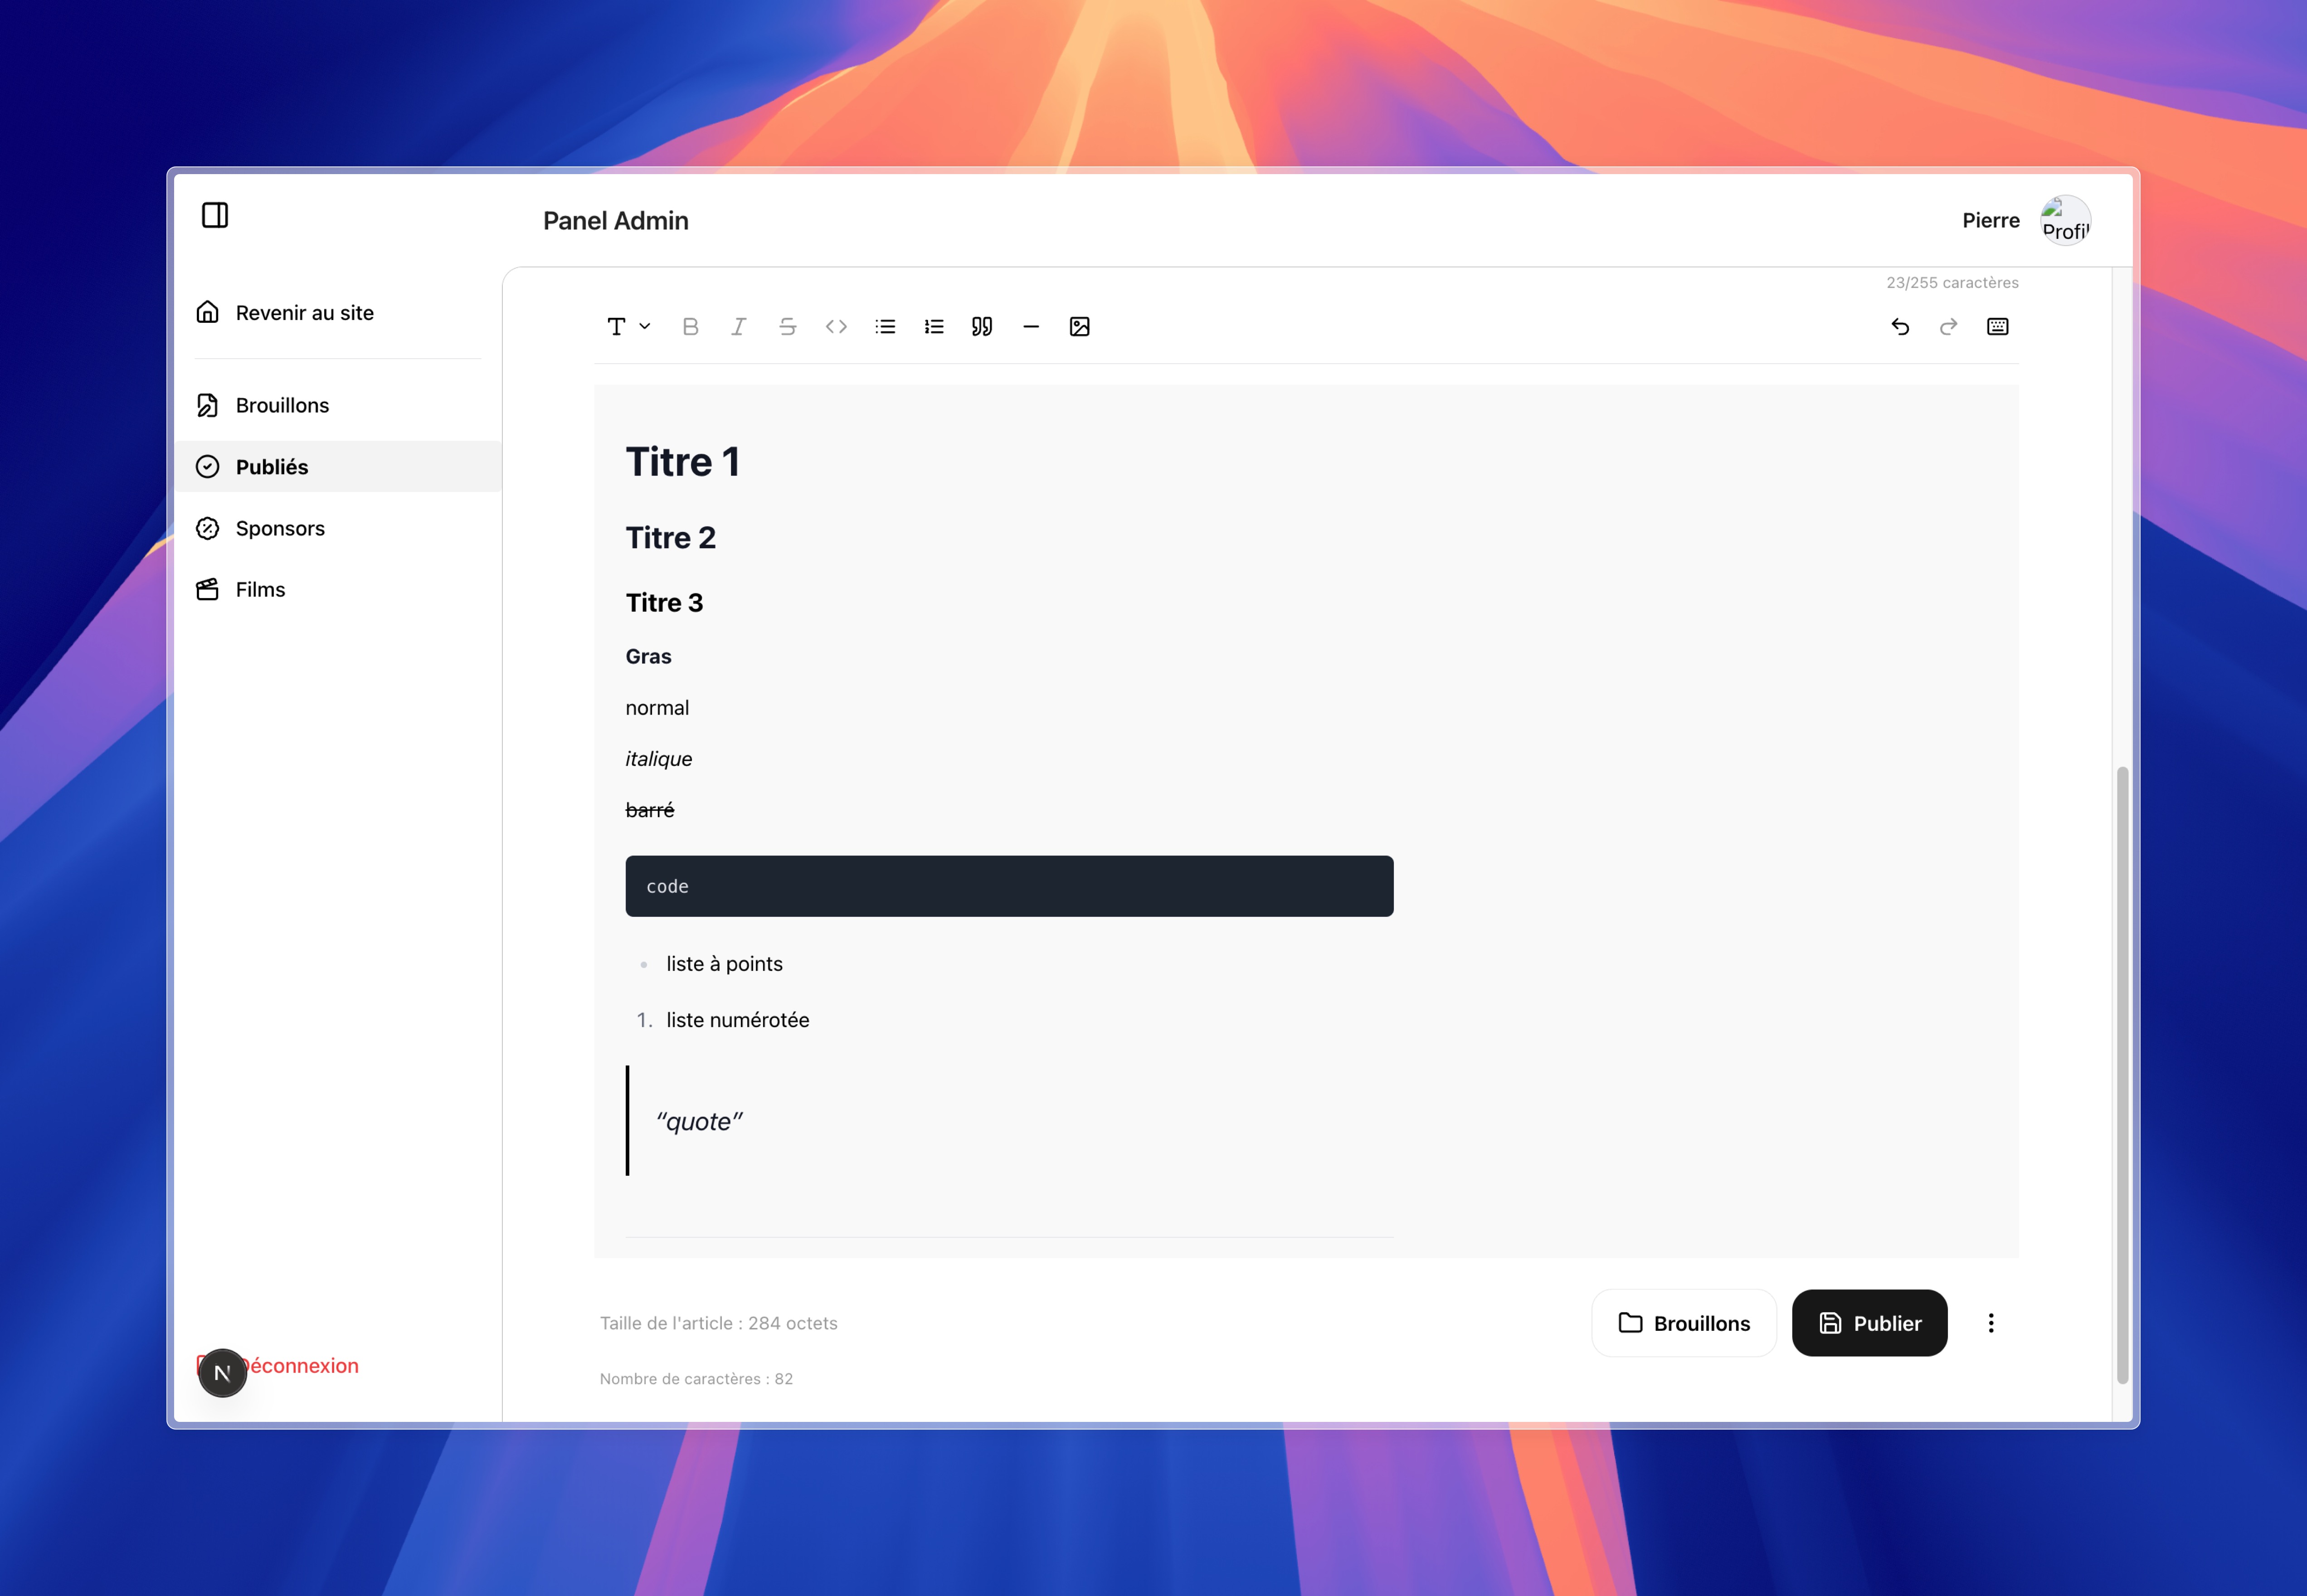 Panel Admin
Pierre
Profil
Revenir au site
Brouillons
Publiés
Sponsors
Films
Déconnexion
N
23/255 caractères
Titre 1
Titre 2
Titre 3
Gras
normal
italique
barré
code
• liste à points
1. liste numérotée
“quote”
Taille de l'article : 284 octets
Nombre de caractères : 82
Brouillons
Publier